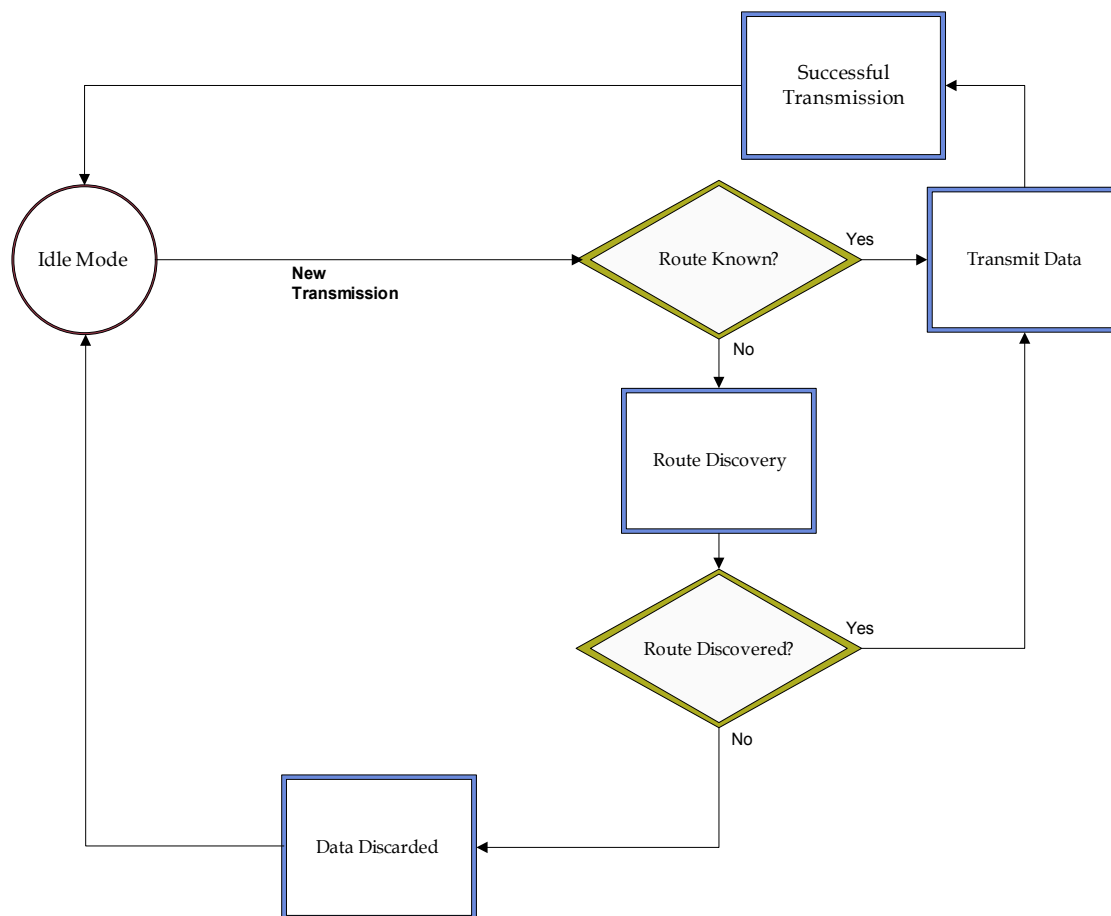 Successful
Transmission
Idle Mode
New
Transmission
Route Known?
Yes
Transmit Data
No
Route Discovery
Route Discovered?
Yes
No
Data Discarded